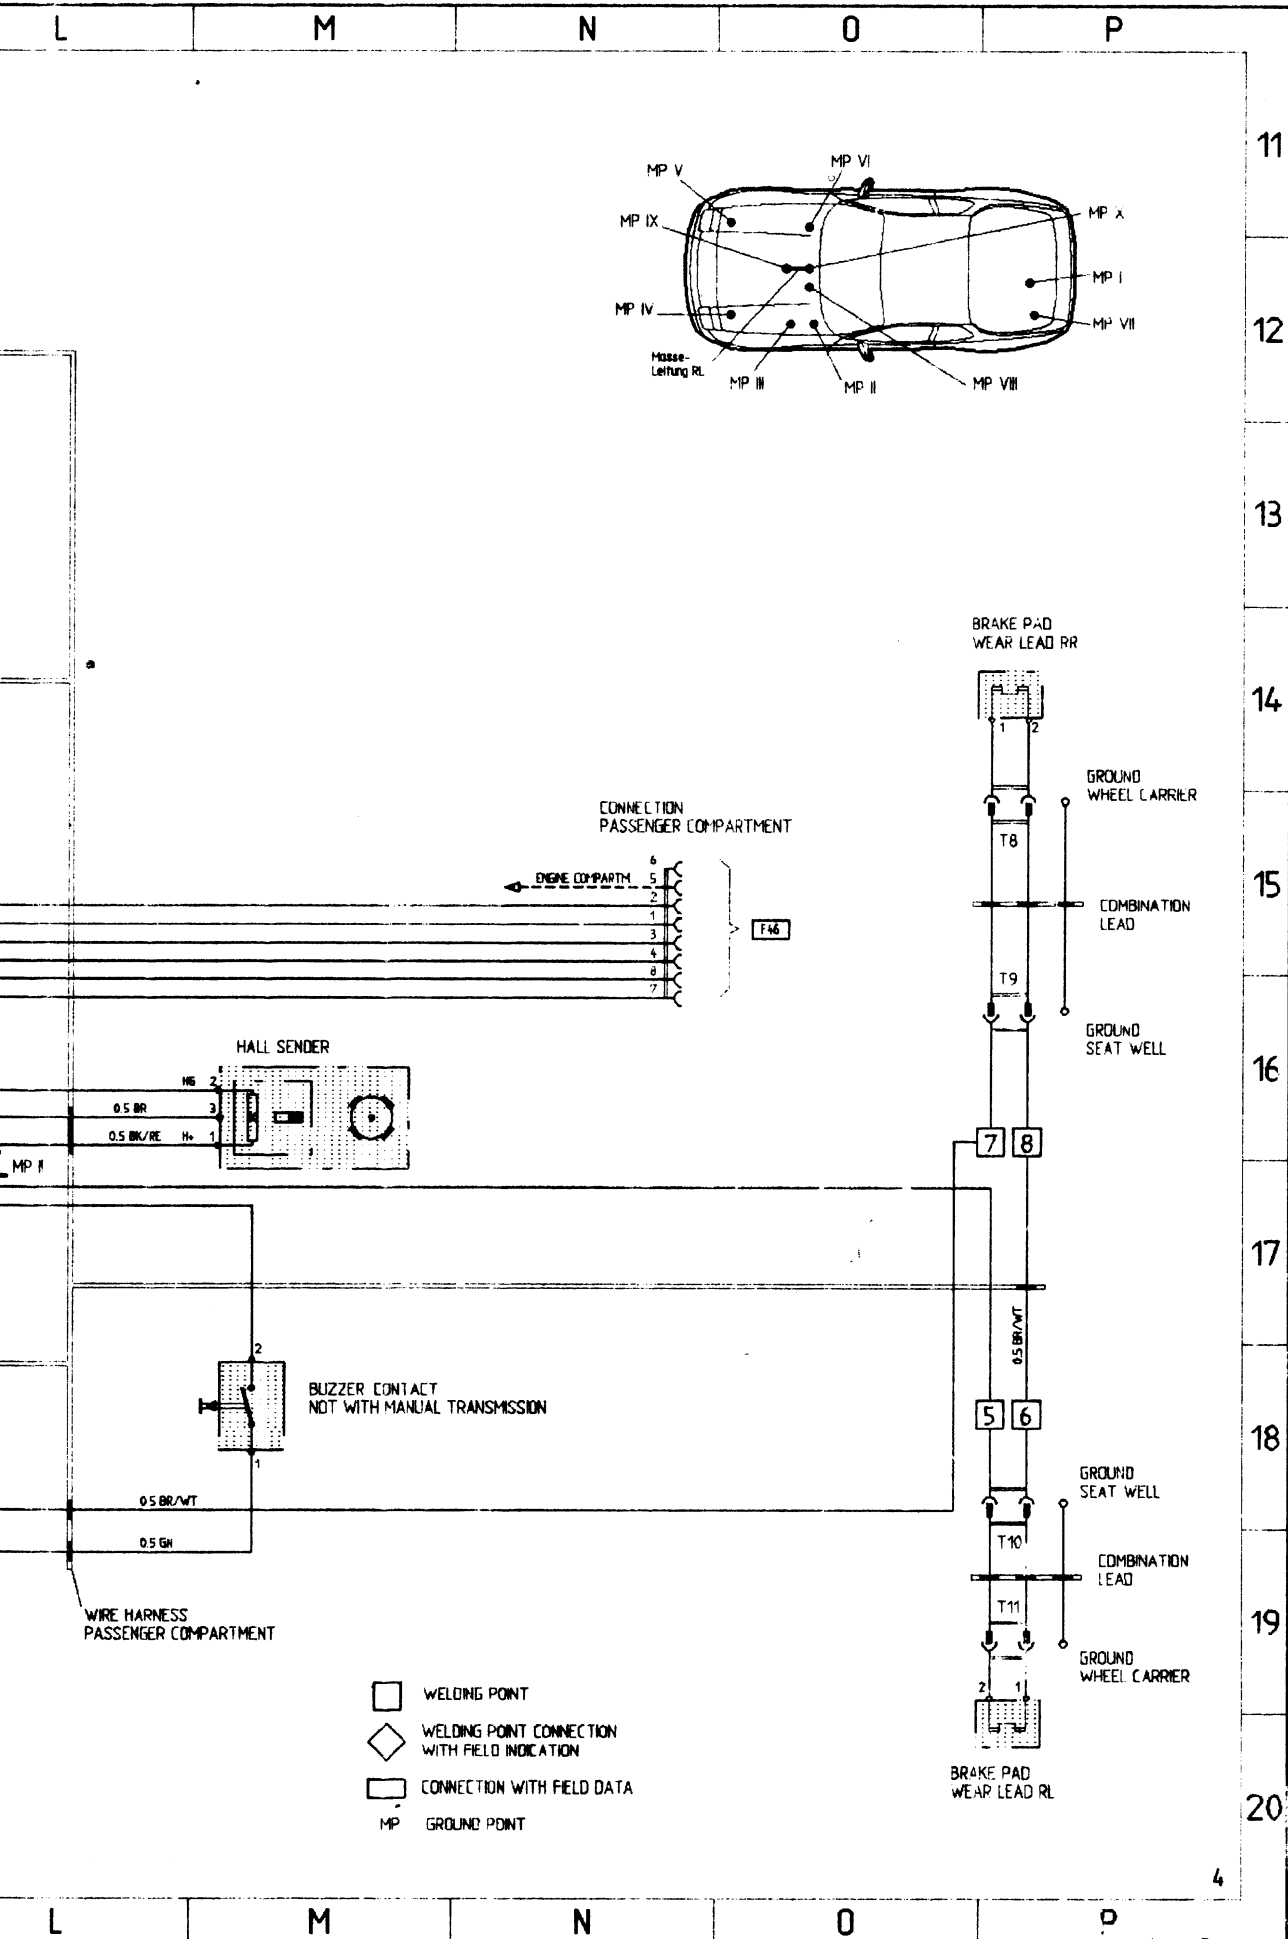 L M N O P
11
MP V
MP VI
MP IX
MP X
MP I
MP IV
12
MP VII
Masse-
Leitung RL
MP III
MP II
MP VIII
13
BRAKE PAD
WEAR LEAD RR
14
1 2
GROUND
WHEEL CARRIER
CONNECTION
PASSENGER COMPARTMENT
T8
6
ENGINE COMPARTM. 5
15
2
1
3
4
8
7
F46
COMBINATION
LEAD
T9
GROUND
SEAT WELL
HALL SENDER
16
HG 2
0.5 BR 3
0.5 BK/RE H+ 1
7 8
MP II
17
0.5 BR/WT
2
BUZZER CONTACT
NOT WITH MANUAL TRANSMISSION
5 6
18
1
GROUND
SEAT WELL
0.5 BR/WT
0.5 GN
T10
COMBINATION
LEAD
T11
WIRE HARNESS
PASSENGER COMPARTMENT
19
GROUND
WHEEL CARRIER
2 1
WELDING POINT
WELDING POINT CONNECTION
WITH FIELD INDICATION
BRAKE PAD
WEAR LEAD RL
CONNECTION WITH FIELD DATA
20
MP GROUND POINT
4
L M N O P